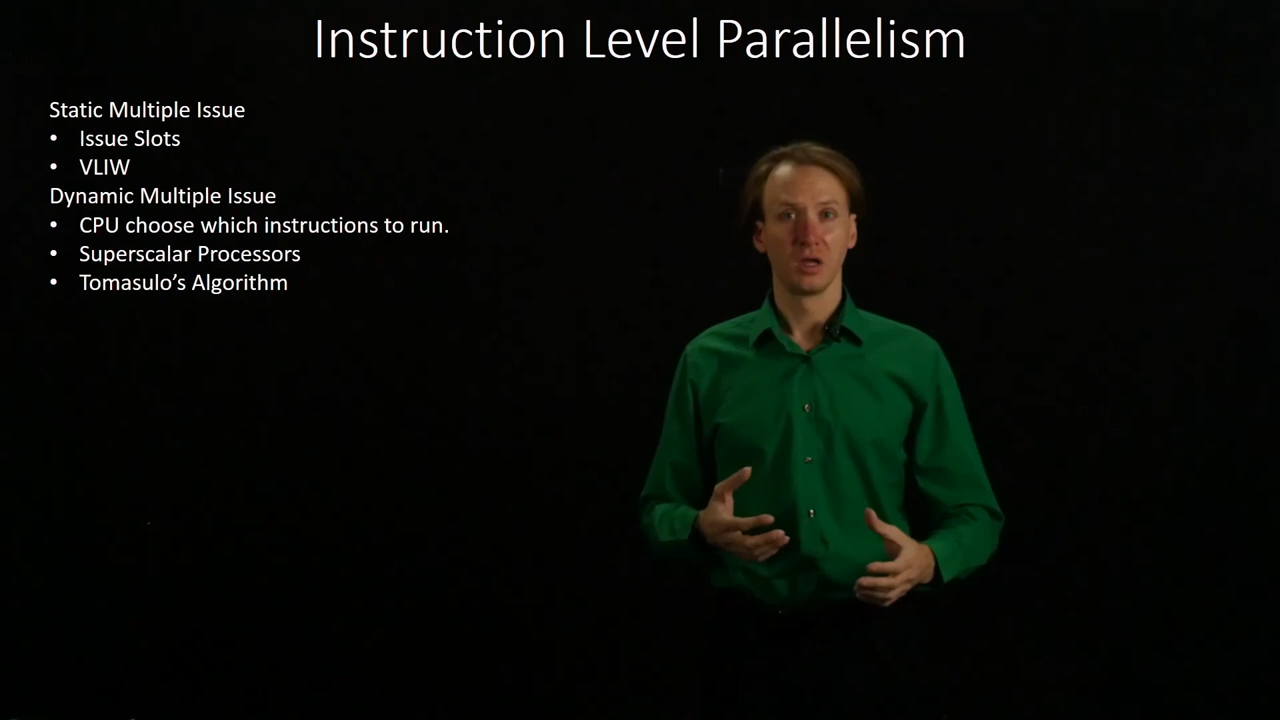 Instruction Level Parallelism
Static Multiple Issue
• Issue Slots
• VLIW
Dynamic Multiple Issue
• CPU choose which instructions to run.
• Superscalar Processors
• Tomasulo’s Algorithm